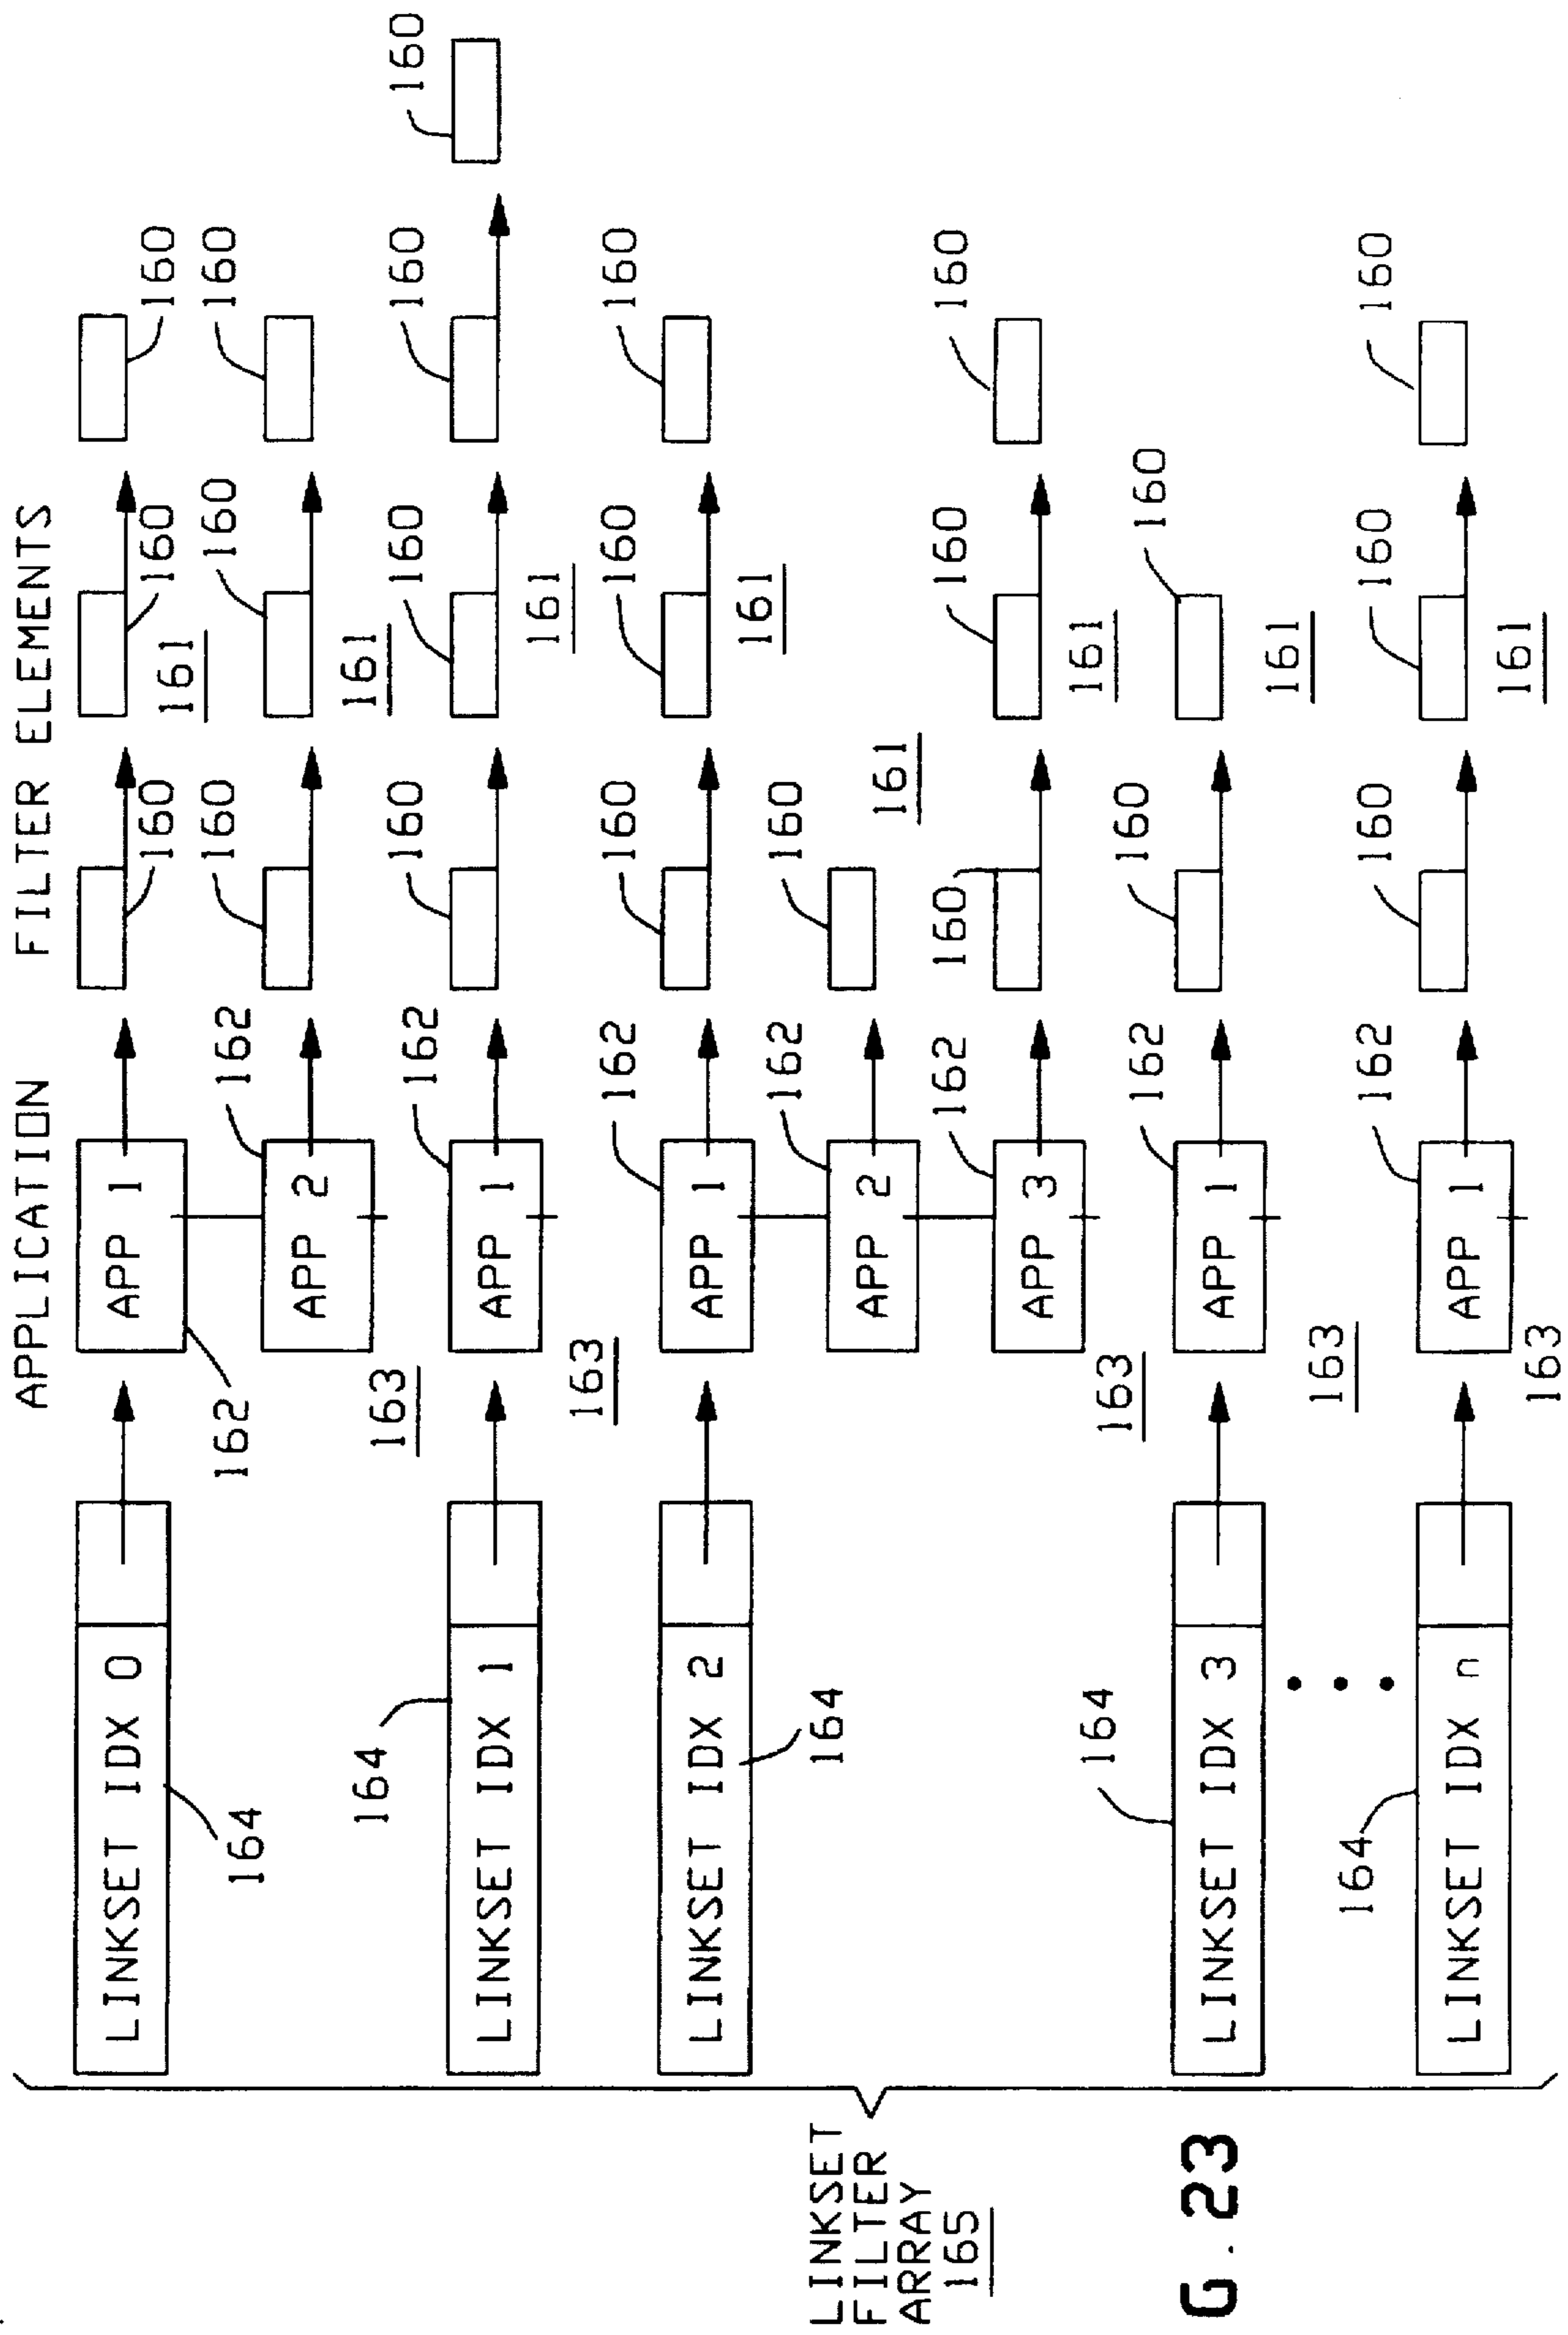 APPLICATION
FILTER ELEMENTS
LINKSET IDX 0
APP 1
160
160
160
161
162
164
162
160
160
160
APP 2
161
163
164
162
160
160
160
160
LINKSET IDX 1
APP 1
161
163
162
160
160
160
LINKSET IDX 2
APP 1
161
164
162
160
APP 2
161
LINKSET
FILTER
ARRAY
165
162
160
160
160
APP 3
161
163
164
162
160
160
LINKSET IDX 3
APP 1
161
163
164
162
160
160
160
LINKSET IDX n
APP 1
161
163
G. 23